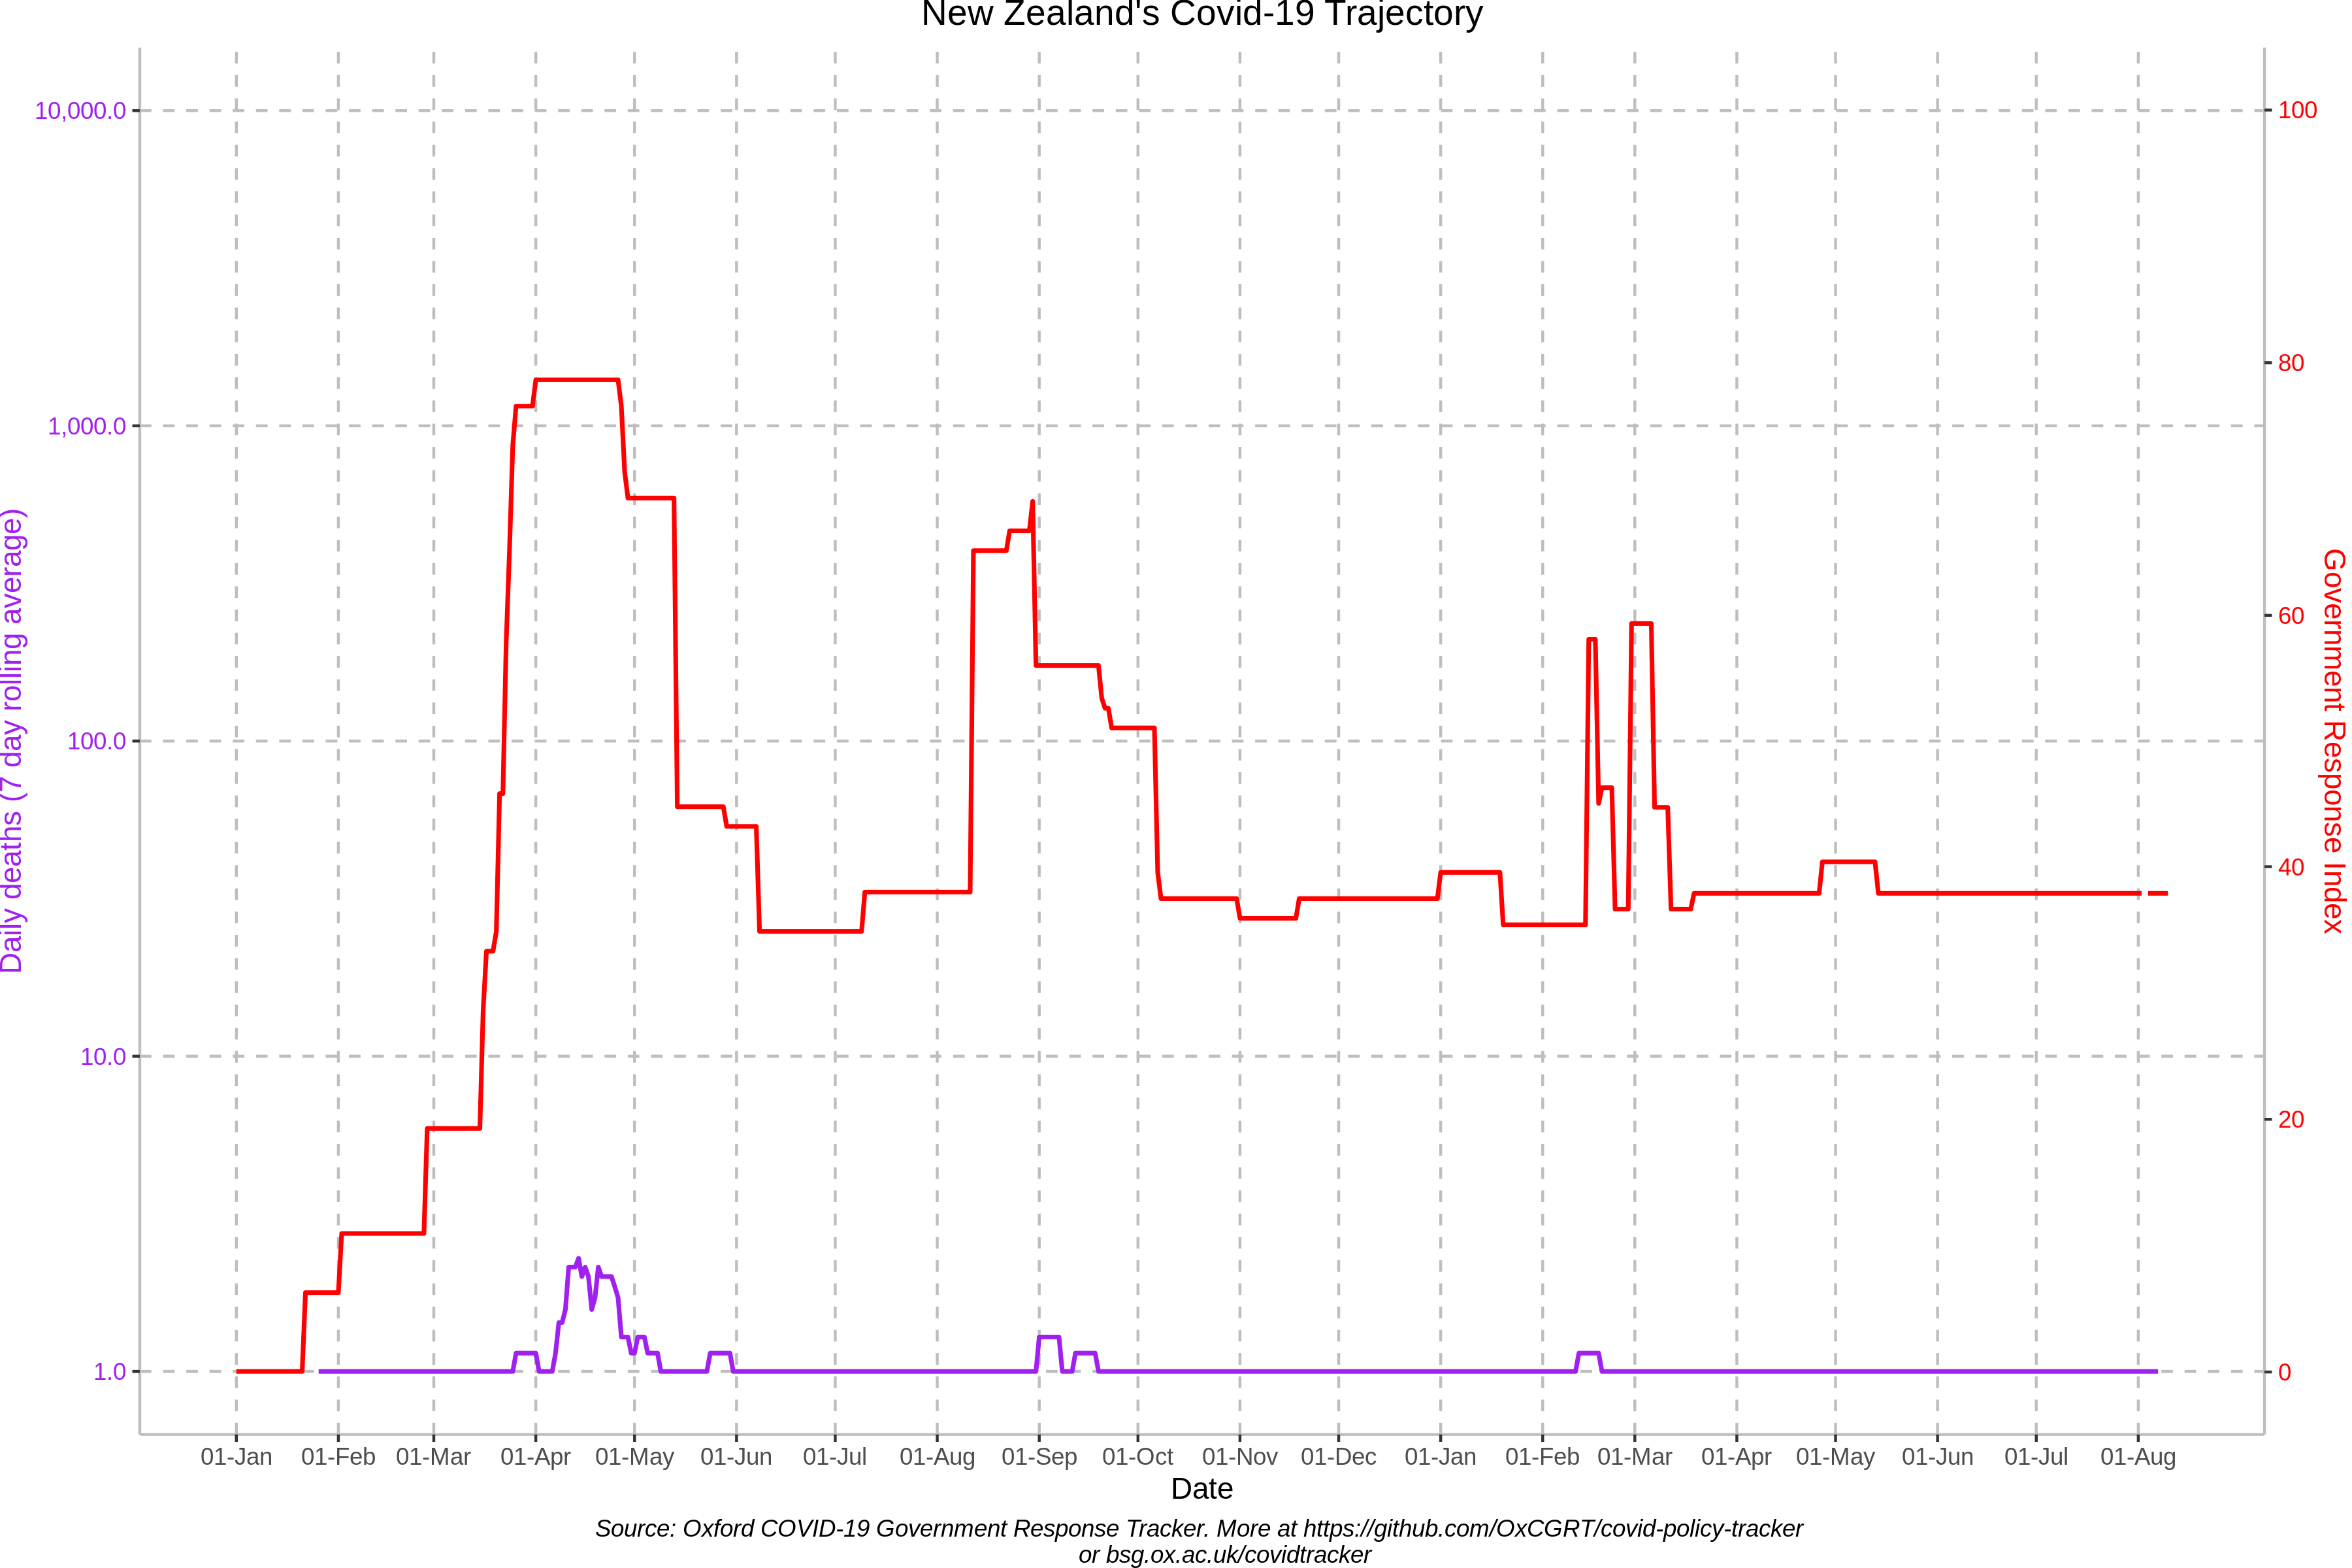 New Zealand's Covid-19 Trajectory
10,000.0
1,000.0
100.0
10.0
1.0
Daily deaths (7 day rolling average)
100
80
60
40
20
0
Government Response Index
01-Jan 01-Feb 01-Mar 01-Apr 01-May 01-Jun 01-Jul 01-Aug 01-Sep 01-Oct 01-Nov 01-Dec 01-Jan 01-Feb 01-Mar 01-Apr 01-May 01-Jun 01-Jul 01-Aug
Date
Source: Oxford COVID-19 Government Response Tracker. More at https://github.com/OxCGRT/covid-policy-tracker
or bsg.ox.ac.uk/covidtracker